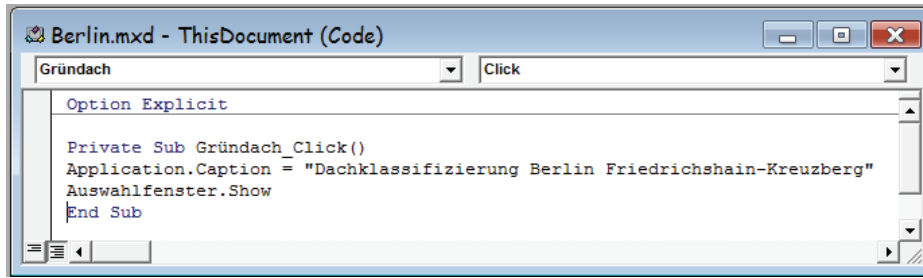 Berlin.mxd - ThisDocument (Code)
Gründach Click
Option Explicit
Private Sub Gründach_Click()
Application.Caption = "Dachklassifizierung Berlin Friedrichshain-Kreuzberg"
Auswahlfenster.Show
End Sub